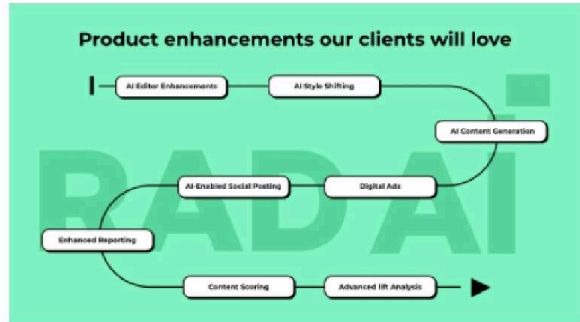 Product enhancements our clients will love
AI Editor Enhancements
AI Style Shifting
AI Content Generation
Digital Ads
AI-Enabled Social Posting
Enhanced Reporting
Content Scoring
Advanced lift Analysis
RAD Ai